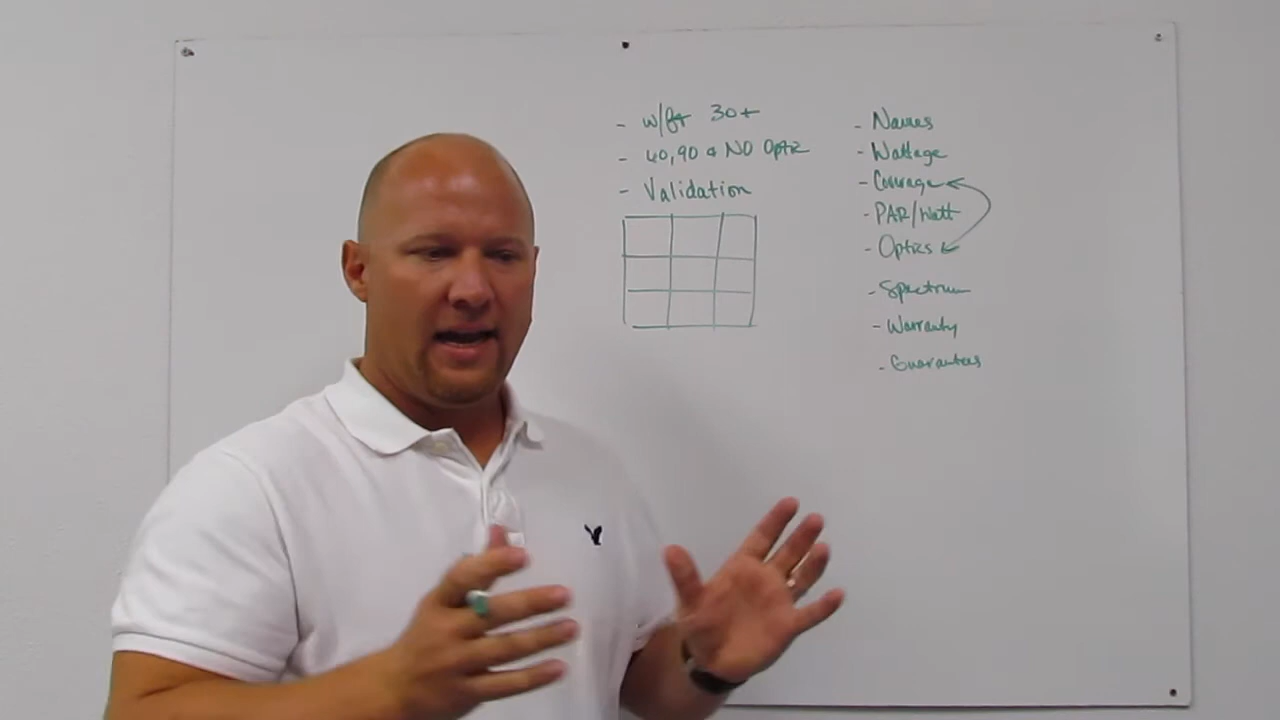 - w/ft 30+
- 40,90 & NO Optic
- Validation
- Names
- Wattage
- Coverage
- PAR/Watt
- Optics
- Spectrum
- Warranty
- Guarantees